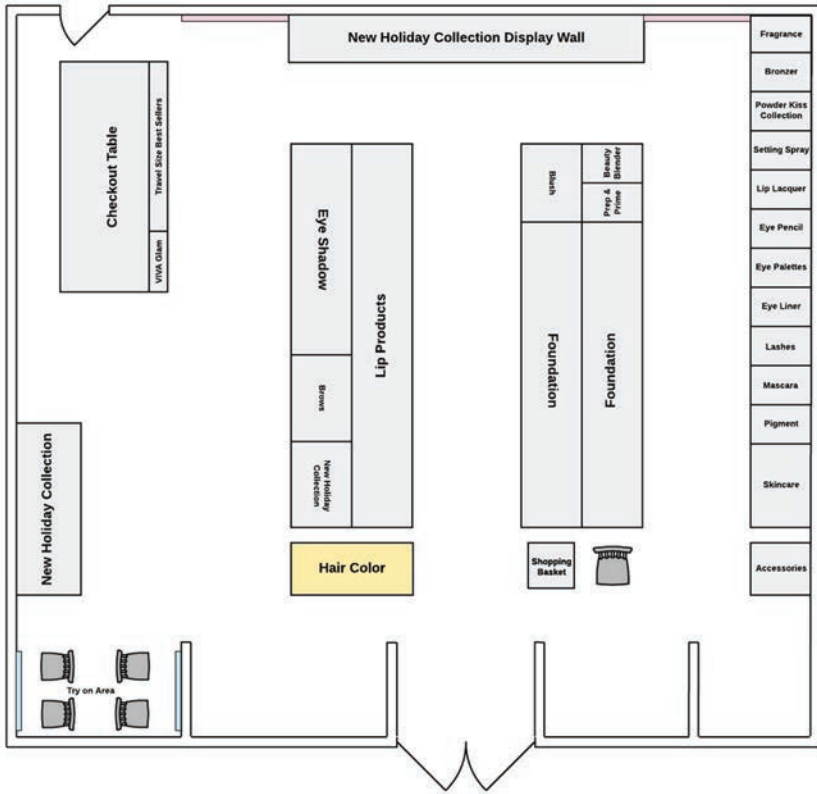 New Holiday Collection Display Wall
Fragrance
Bronzer
Powder Kiss
Collection
Setting Spray
Lip Lacquer
Eye Pencil
Eye Palettes
Eye Liner
Lashes
Mascara
Pigment
Skincare
Accessories
Checkout Table
Travel Size Best Sellers
VIVA Glam
Eye Shadow
Brows
New Holiday
Collection
Lip Products
Blush
Beauty
Blender
Prep &
Prime
Foundation
Foundation
New Holiday Collection
Hair Color
Shopping
Basket
Try on Area